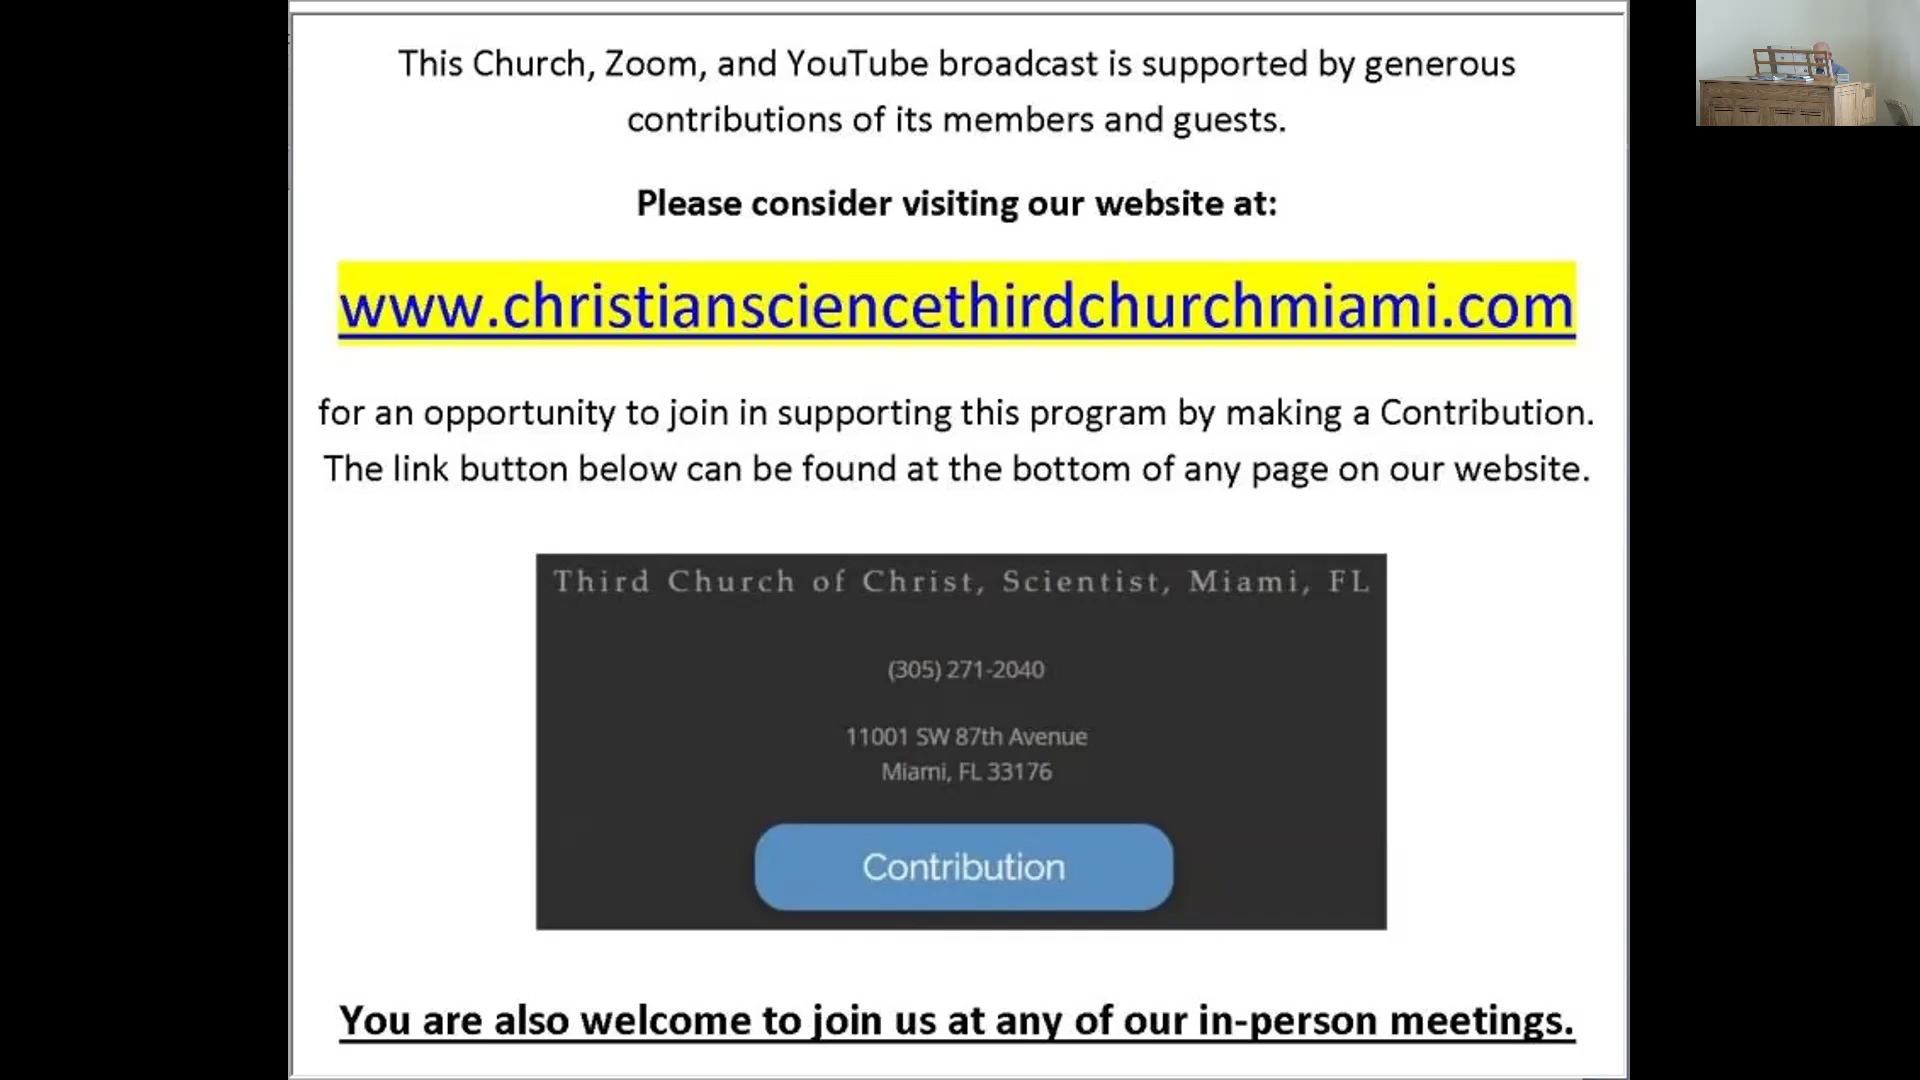 This Church, Zoom, and YouTube broadcast is supported by generous
contributions of its members and guests.
Please consider visiting our website at:
www.christiansciencethirdchurchmiami.com
for an opportunity to join in supporting this program by making a Contribution.
The link button below can be found at the bottom of any page on our website.
Third Church of Christ, Scientist, Miami, FL
(305) 271-2040
11001 SW 87th Avenue
Miami, FL 33176
Contribution
You are also welcome to join us at any of our in-person meetings.